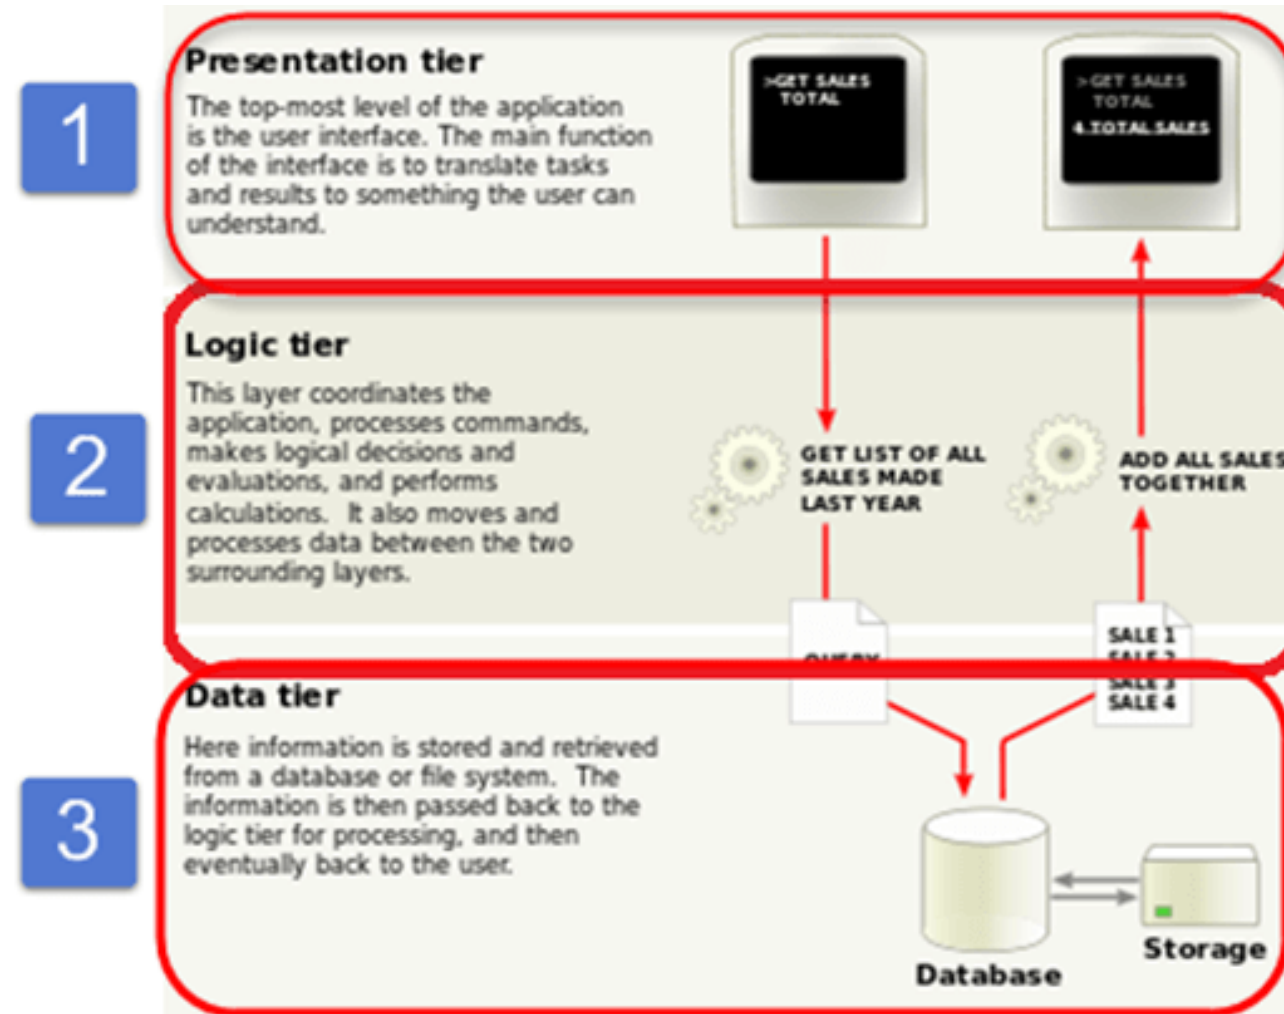 1
Presentation tier
The top-most level of the application
is the user interface. The main function
of the interface is to translate tasks
and results to something the user can
understand.
>GET SALES
TOTAL
>GET SALES
TOTAL
4 TOTAL SALES
2
Logic tier
This layer coordinates the
application, processes commands,
makes logical decisions and
evaluations, and performs
calculations. It also moves and
processes data between the two
surrounding layers.
GET LIST OF ALL
SALES MADE
LAST YEAR
ADD ALL SALES
TOGETHER
QUERY
SALE 1
SALE 2
SALE 3
SALE 4
3
Data tier
Here information is stored and retrieved
from a database or file system. The
information is then passed back to the
logic tier for processing, and then
eventually back to the user.
Database
Storage